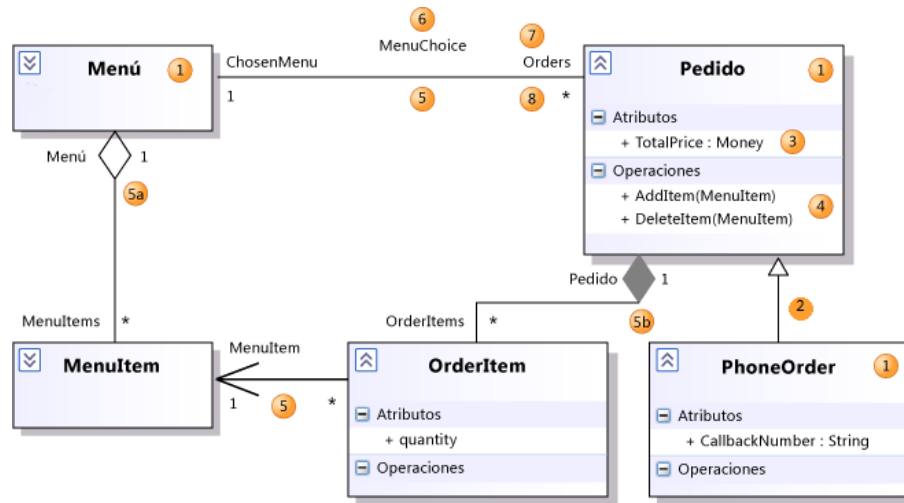 6
MenuChoice
7
Menú 1
ChosenMenu
Orders
1
5
8 *
Pedido 1
Atributos
+ TotalPrice : Money 3
Operaciones
+ AddItem(MenuItem)
+ DeleteItem(MenuItem)
4
Menú 1
5a
Pedido 1
5b
2
MenuItems *
OrderItems *
MenuItem
MenuItem
1 5 *
OrderItem
Atributos
+ quantity
Operaciones
PhoneOrder 1
Atributos
+ CallbackNumber : String
Operaciones